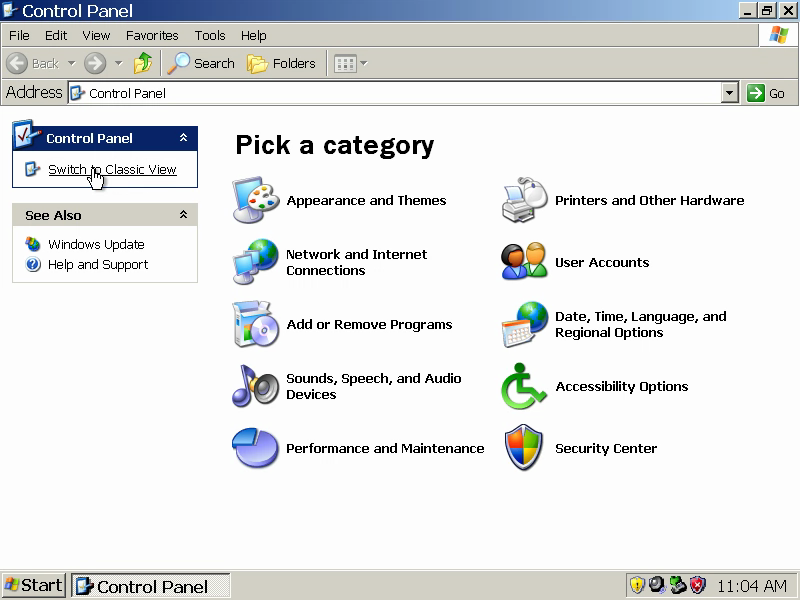 Control Panel
File Edit View Favorites Tools Help
Back Search Folders
Address Control Panel Go
Control Panel
Switch to Classic View
See Also
Windows Update
Help and Support
Pick a category
Appearance and Themes
Printers and Other Hardware
Network and Internet
Connections
User Accounts
Add or Remove Programs
Date, Time, Language, and
Regional Options
Sounds, Speech, and Audio
Devices
Accessibility Options
Performance and Maintenance
Security Center
Start Control Panel 11:04 AM